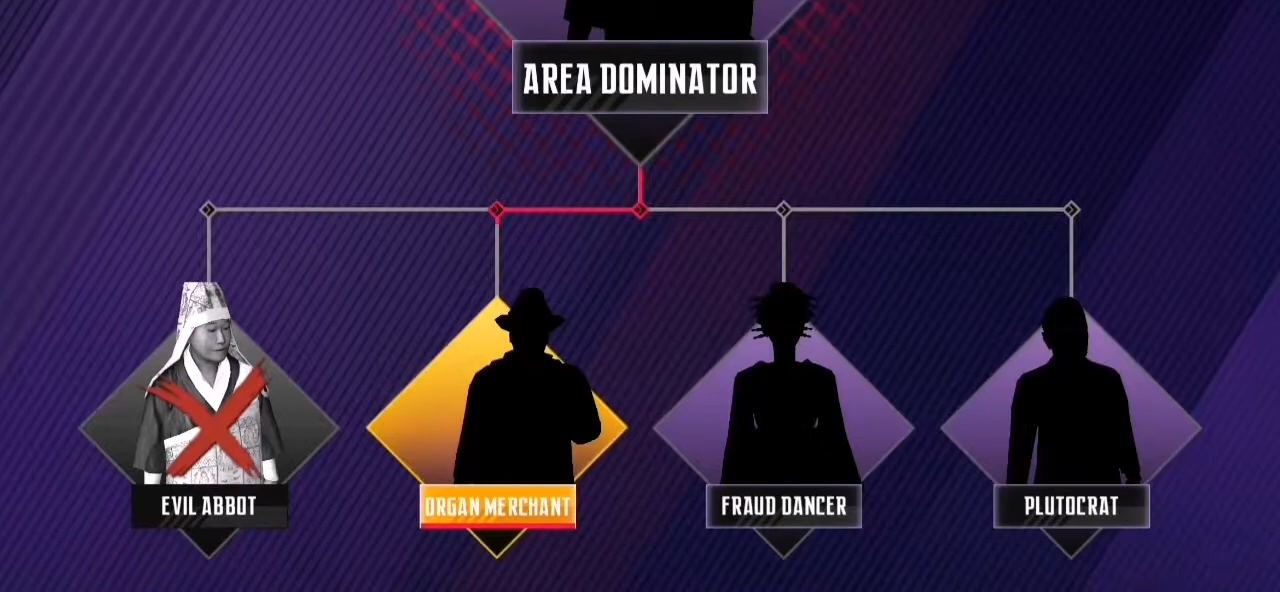 AREA DOMINATOR
EVIL ABBOT
ORGAN MERCHANT
FRAUD DANCER
PLUTOCRAT